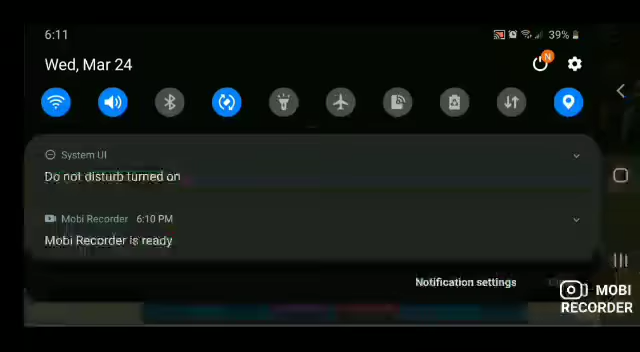 6:11
39%
Wed, Mar 24
N
System UI
Do not disturb turned on
Mobi Recorder 6:10 PM
Mobi Recorder is ready
Notification settings
MOBI
RECORDER